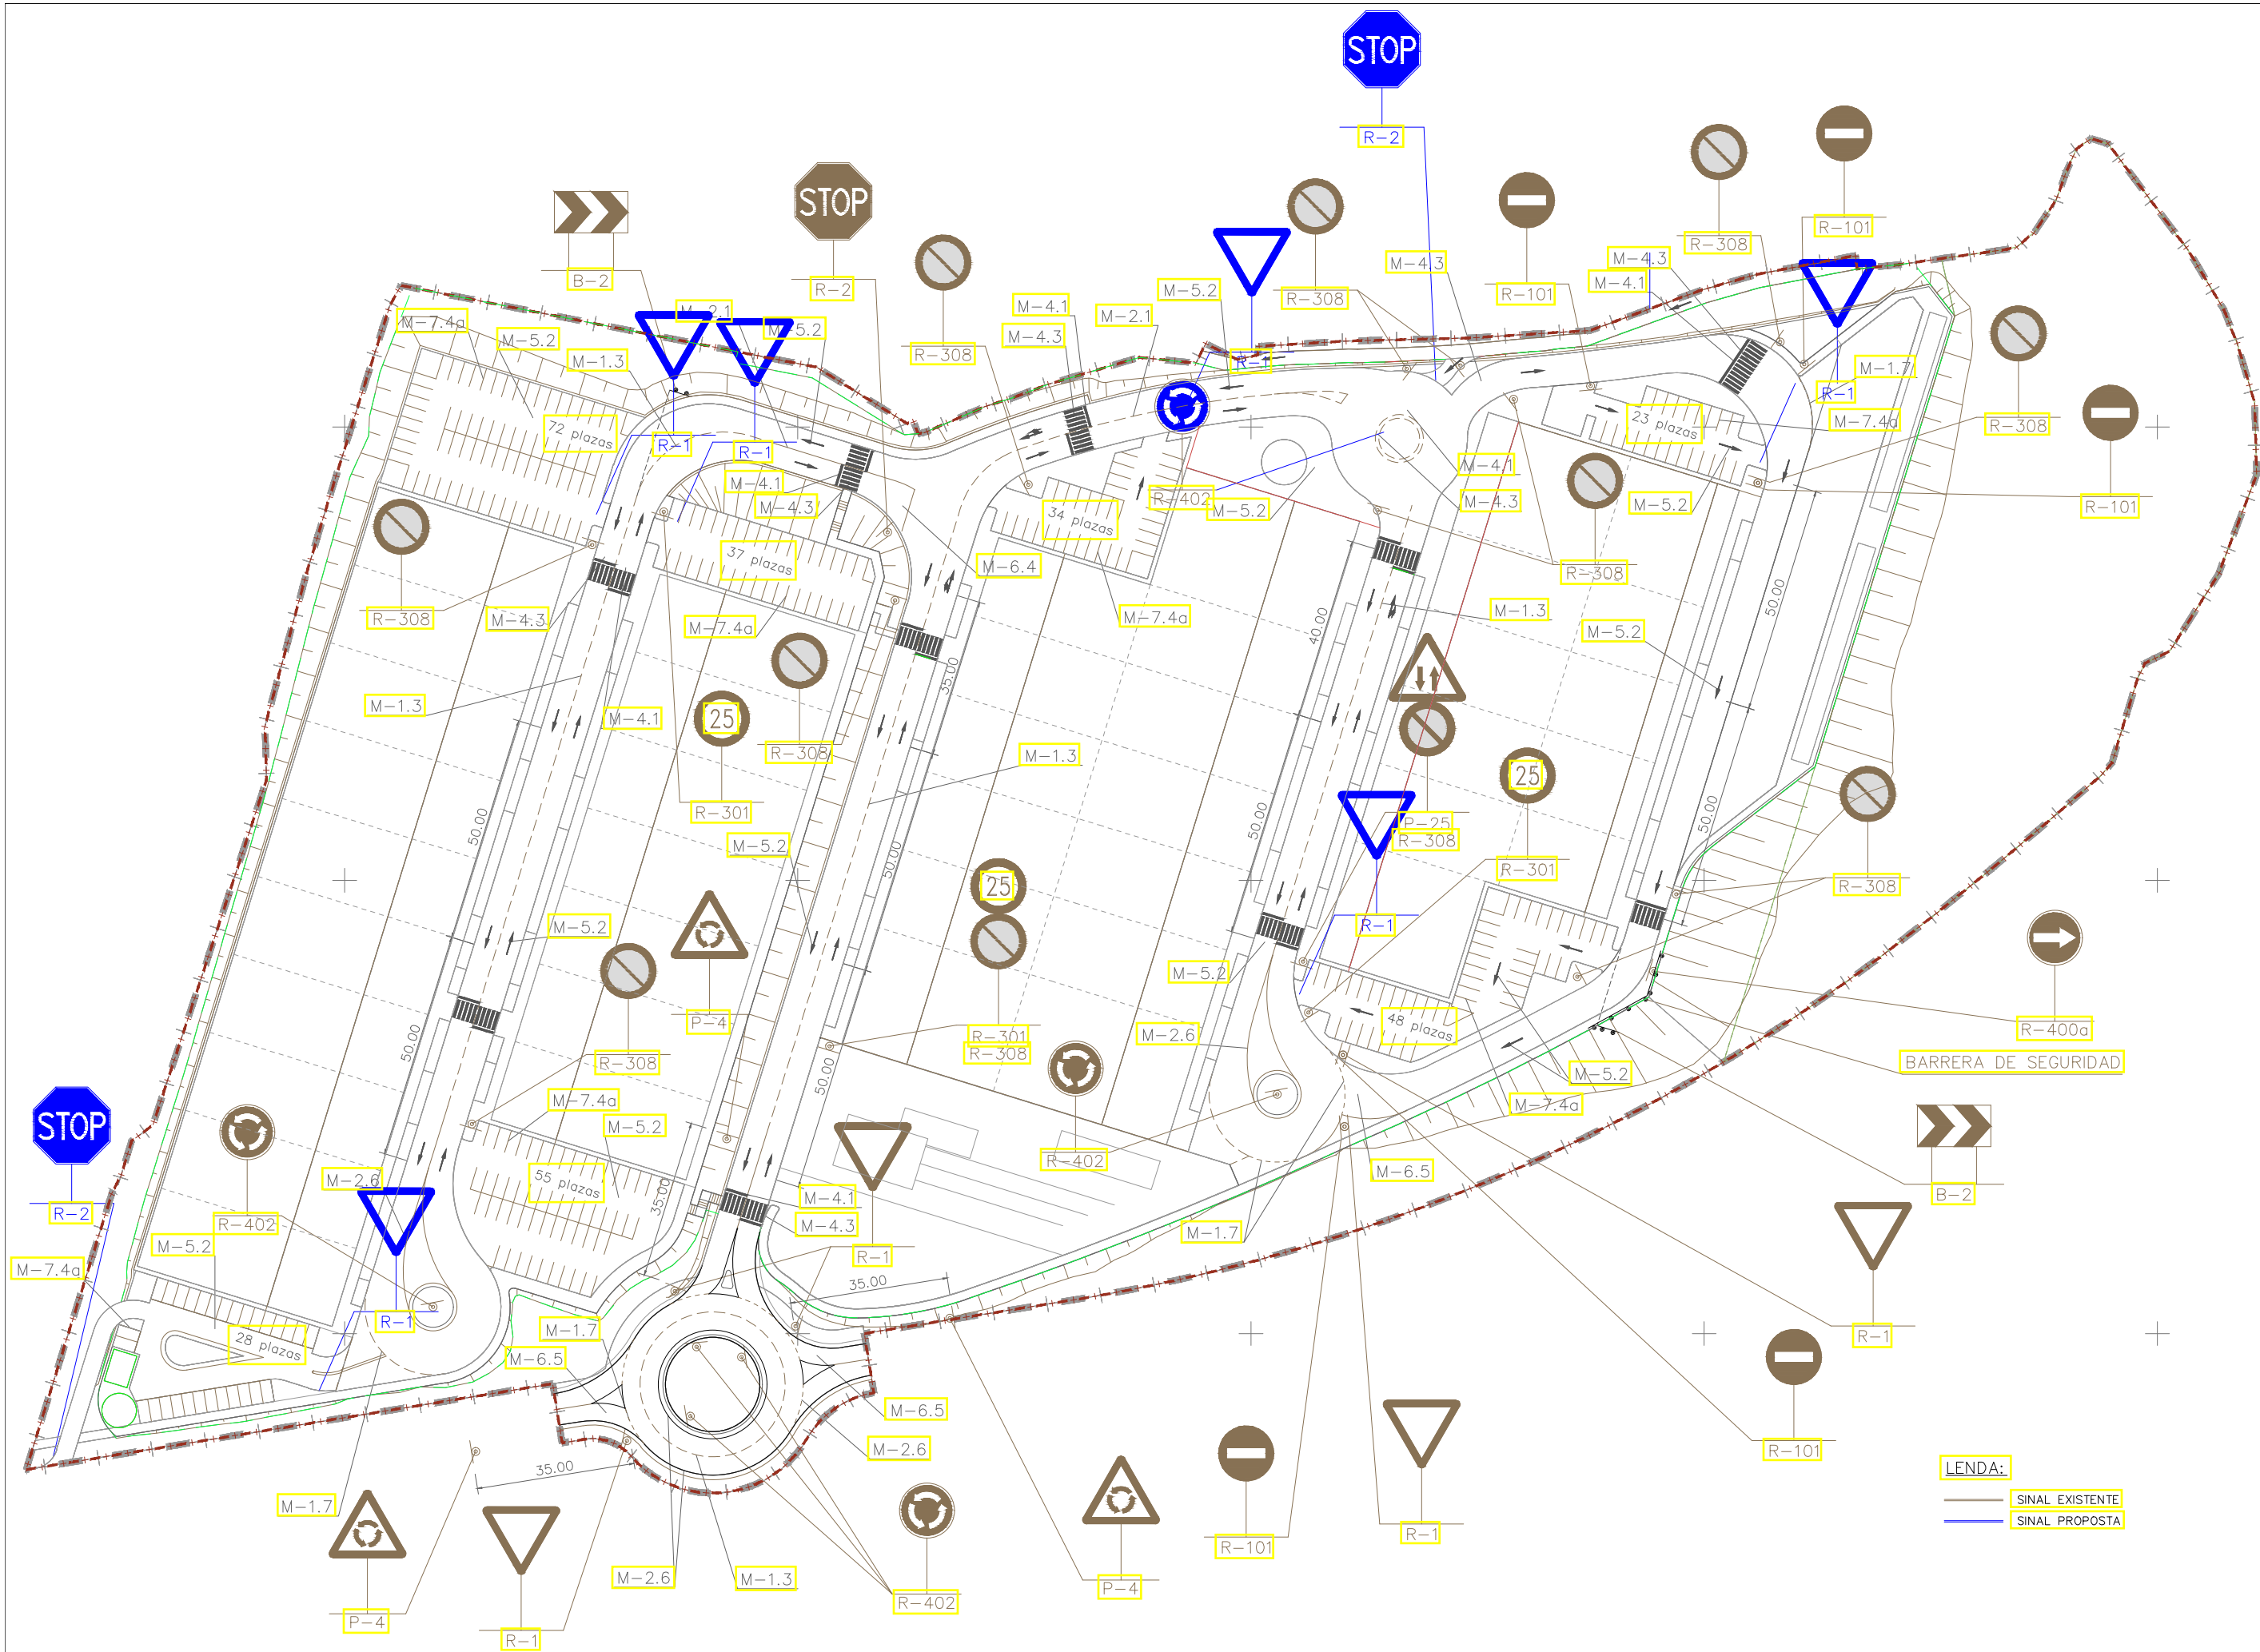 STOP
R-2
R-101
R-308
STOP
B-2
R-2
R-308
R-101
M-4.3
M-4.3
M-4.1
M-5.2
R-308
M-4.1
M-2.1
M-5.2
M-7.4a
M-5.2
M-1.3
M-4.3
M-2.1
R-308
R-1
M-1.7
R-1
M-7.4a
R-308
23 plazas
72 plazas
R-1
R-1
M-4.1
M-4.3
M-4.1
R-402
M-5.2
M-4.3
M-5.2
R-101
34 plazas
37 plazas
M-6.4
R-308
R-308
M-4.3
M-7.4a
M-7.4a
M-1.3
M-5.2
50.00
40.00
35.00
M-1.3
M-4.1
25
R-308
M-1.3
25
R-301
P-25
R-308
50.00
50.00
50.00
50.00
M-5.2
R-301
R-308
25
M-5.2
R-1
M-5.2
P-4
R-301
R-308
M-2.6
48 plazas
R-400a
50.00
R-308
50.00
BARRERA DE SEGURIDAD
M-5.2
M-7.4a
M-7.4a
STOP
M-5.2
R-402
M-6.5
B-2
M-2.6
55 plazas
35.00
M-4.1
R-2
R-402
M-4.3
M-1.7
M-5.2
R-1
M-7.4a
35.00
R-1
28 plazas
M-1.7
M-6.5
R-1
M-6.5
M-2.6
R-101
35.00
M-1.7
LENDA:
SINAL EXISTENTE
SINAL PROPOSTA
R-1
R-101
M-2.6
M-1.3
P-4
R-402
P-4
R-1